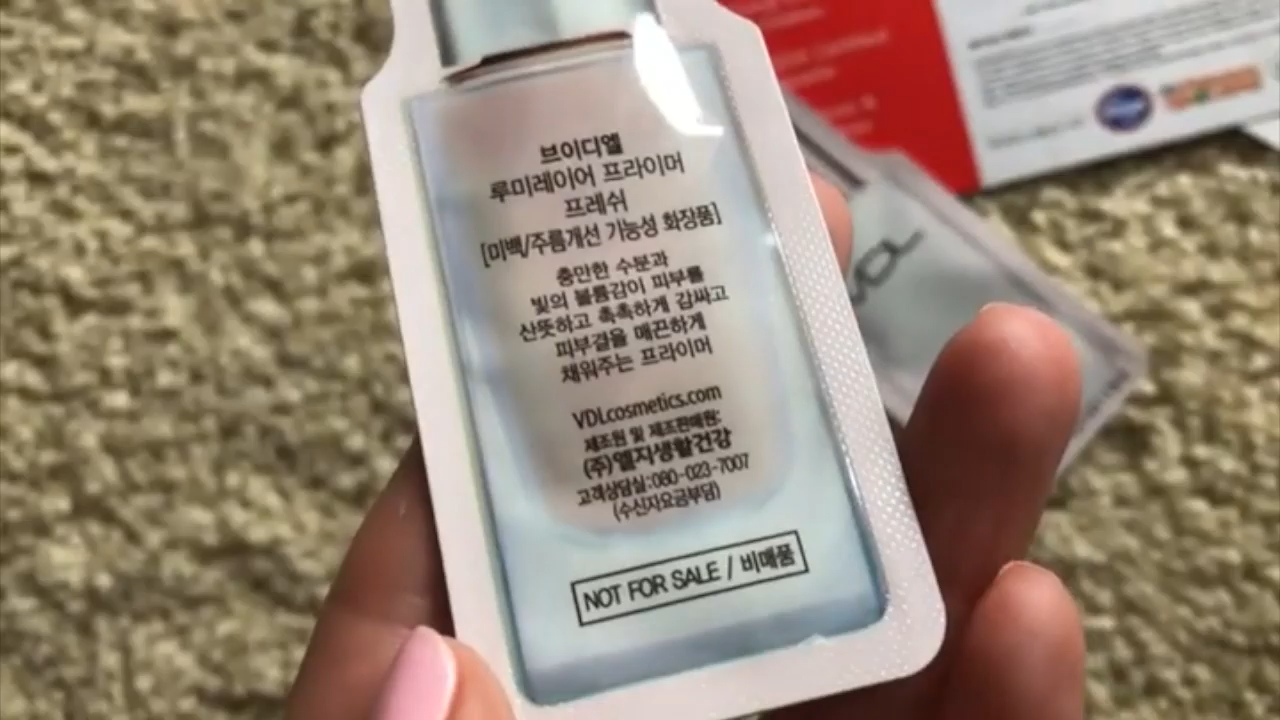 브이디엘
루미레이어 프라이머
프레쉬
[미백/주름개선 기능성 화장품]
충만한 수분과
빛의 볼륨감이 피부를
산뜻하고 촉촉하게 감싸고
피부결을 매끈하게
채워주는 프라이머
VDLcosmetics.com
제조원 및 제조판매원:
(주)엘지생활건강
고객상담실:080-023-7007
(수신자요금부담)
NOT FOR SALE / 비매품
VDL